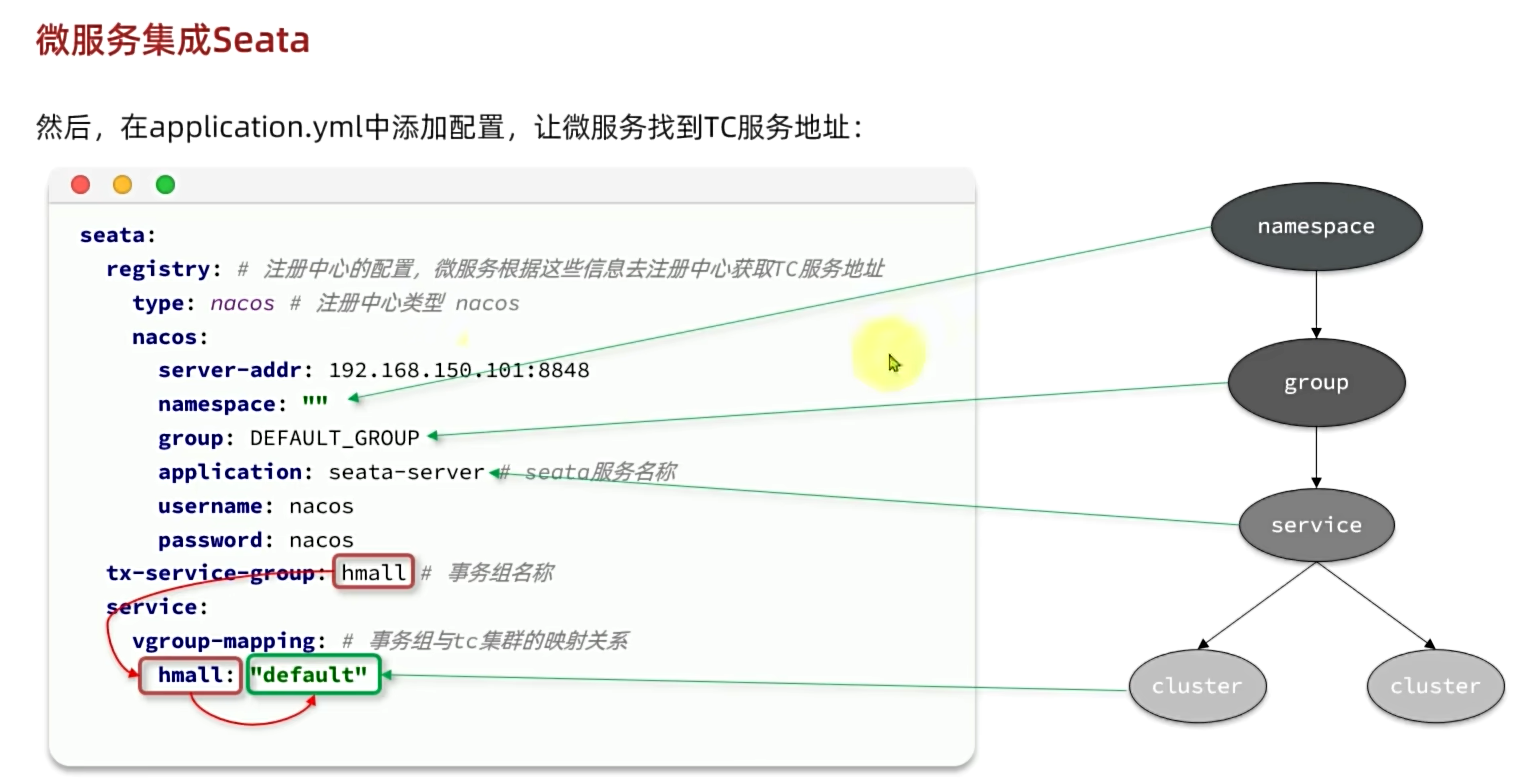 微服务集成Seata
然后，在application.yml中添加配置，让微服务找到TC服务地址：
seata:
registry: # 注册中心的配置，微服务根据这些信息去注册中心获取TC服务地址
type: nacos # 注册中心类型 nacos
nacos:
server-addr: 192.168.150.101:8848
namespace: ""
group: DEFAULT_GROUP
application: seata-server # seata服务名称
username: nacos
password: nacos
tx-service-group: hmall # 事务组名称
service:
vgroup-mapping: # 事务组与tc集群的映射关系
hmall: "default"
namespace
group
service
cluster
cluster